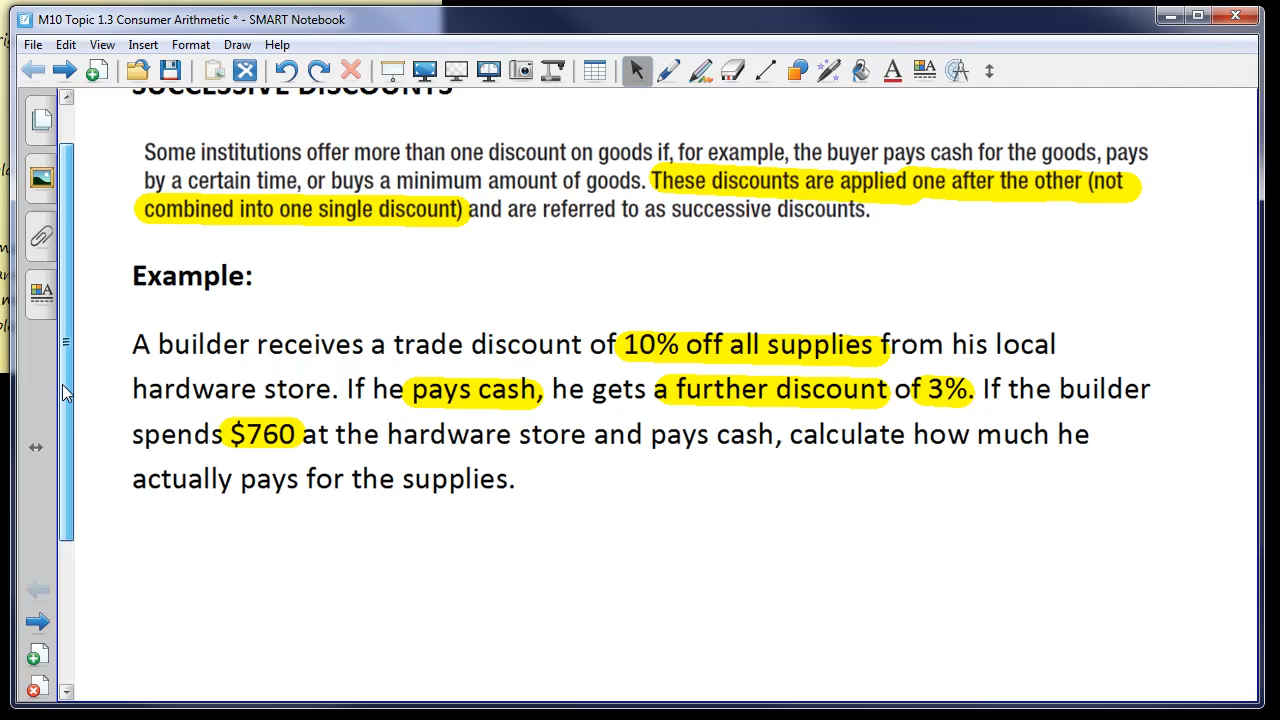 M10 Topic 1.3 Consumer Arithmetic * - SMART Notebook
File Edit View Insert Format Draw Help
SUCCESSIVE DISCOUNTS
Some institutions offer more than one discount on goods if, for example, the buyer pays cash for the goods, pays
by a certain time, or buys a minimum amount of goods. These discounts are applied one after the other (not
combined into one single discount) and are referred to as successive discounts.
Example:
A builder receives a trade discount of 10% off all supplies from his local
hardware store. If he pays cash, he gets a further discount of 3%. If the builder
spends $760 at the hardware store and pays cash, calculate how much he
actually pays for the supplies.